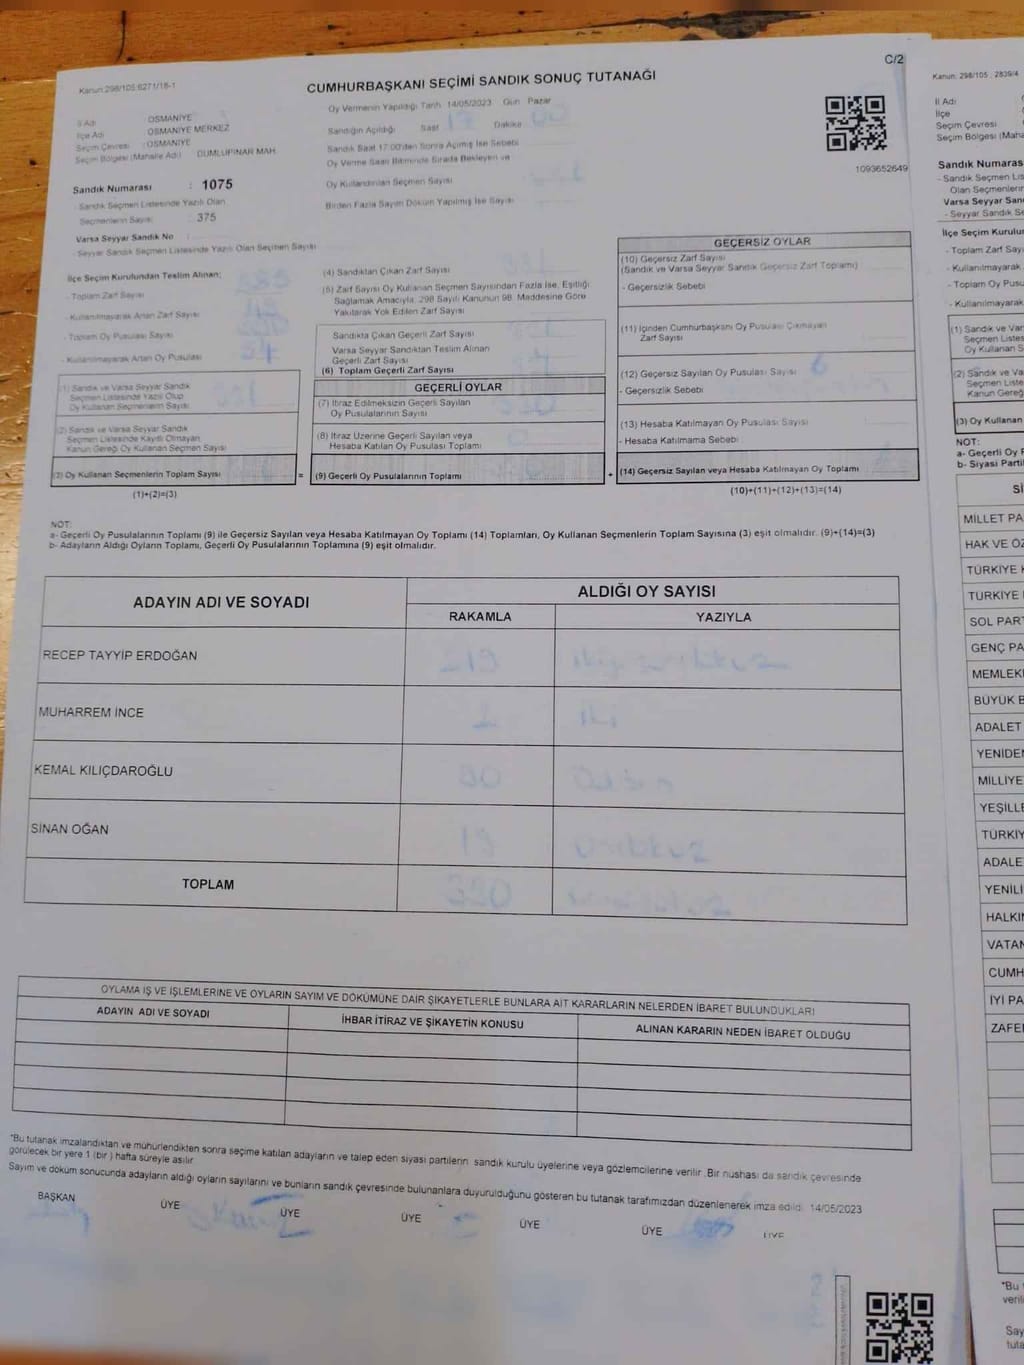 C/2
Kanun.298/105.6271/18-1
CUMHURBAŞKANI SEÇİMİ SANDIK SONUÇ TUTANAĞI
İl Adı : OSMANİYE
İlçe Adı : OSMANİYE MERKEZ
Seçim Çevresi : OSMANİYE
Seçim Bölgesi (Mahalle Adı) : DUMLUPINAR MAH.
Oy Vermenin Yapıldığı Tarih 14/05/2023 Gün Pazar
Sandığın Açıldığı Saat 17 Dakika 00
Sandık Saat 17:00'den Sonra Açılmış İse Sebebi
Oy Verme Saati Bitiminde Sırada Bekleyen ve
Oy Kullandırılan Seçmen Sayısı
Birden Fazla Sayım Döküm Yapılmış İse Sayısı
1093652649
Sandık Numarası : 1075
- Sandık Seçmen Listesinde Yazılı Olan
Seçmenlerin Sayısı : 375
Varsa Seyyar Sandık No :
- Seyyar Sandık Seçmen Listesinde Yazılı Olan Seçmen Sayısı
İlçe Seçim Kurulundan Teslim Alınan:
- Toplam Zarf Sayısı
- Kullanılmayarak Artan Zarf Sayısı
- Toplam Oy Pusulası Sayısı
- Kullanılmayarak Artan Oy Pusulası 54
(1) Sandık ve Varsa Seyyar Sandık
Seçmen Listesinde Yazılı Olup
Oy Kullanan Seçmenlerin Sayısı
(2) Sandık ve Varsa Seyyar Sandık
Seçmen Listesinde Kayıtlı Olmayan
Kanun Gereği Oy Kullanan Seçmen Sayısı
(3) Oy Kullanan Seçmenlerin Toplam Sayısı
(1)+(2)=(3)
(4) Sandıktan Çıkan Zarf Sayısı
(5) Zarf Sayısı Oy Kullanan Seçmen Sayısından Fazla İse, Eşitliği
Sağlamak Amacıyla, 298 Sayılı Kanunun 98. Maddesine Göre
Yakılarak Yok Edilen Zarf Sayısı
Sandıkta Çıkan Geçerli Zarf Sayısı
Varsa Seyyar Sandıktan Teslim Alınan
Geçerli Zarf Sayısı
(6) Toplam Geçerli Zarf Sayısı
GEÇERLİ OYLAR
(7) İtiraz Edilmeksizin Geçerli Sayılan
Oy Pusulalarının Sayısı
(8) İtiraz Üzerine Geçerli Sayılan veya
Hesaba Katılan Oy Pusulası Toplamı 0
= (9) Geçerli Oy Pusulalarının Toplamı
GEÇERSİZ OYLAR
(10) Geçersiz Zarf Sayısı
(Sandık ve Varsa Seyyar Sandık Geçersiz Zarf Toplamı)
- Geçersizlik Sebebi
(11) İçinden Cumhurbaşkanı Oy Pusulası Çıkmayan
Zarf Sayısı
(12) Geçersiz Sayılan Oy Pusulası Sayısı
- Geçersizlik Sebebi
(13) Hesaba Katılmayan Oy Pusulası Sayısı
- Hesaba Katılmama Sebebi
+ (14) Geçersiz Sayılan veya Hesaba Katılmayan Oy Toplamı
(10)+(11)+(12)+(13)=(14)
NOT:
a- Geçerli Oy Pusulalarının Toplamı (9) ile Geçersiz Sayılan veya Hesaba Katılmayan Oy Toplamı (14) Toplamları, Oy Kullanan Seçmenlerin Toplam Sayısına (3) eşit olmalıdır. (9)+(14)=(3)
b- Adayların Aldığı Oyların Toplamı, Geçerli Oy Pusulalarının Toplamına (9) eşit olmalıdır.
ADAYIN ADI VE SOYADI ALDIĞI OY SAYISI
RAKAMLA YAZIYLA
RECEP TAYYİP ERDOĞAN 219
MUHARREM İNCE 2 iki
KEMAL KILIÇDAROĞLU 80
SİNAN OĞAN 19 ondokuz
TOPLAM 320
OYLAMA İŞ VE İŞLEMLERİNE VE OYLARIN SAYIM VE DÖKÜMÜNE DAİR ŞİKAYETLERLE BUNLARA AİT KARARLARIN NELERDEN İBARET BULUNDUKLARI
ADAYIN ADI VE SOYADI İHBAR İTİRAZ VE ŞİKAYETİN KONUSU ALINAN KARARIN NEDEN İBARET OLDUĞU
*Bu tutanak imzalandıktan ve mühürlendikten sonra seçime katılan adayların ve talep eden siyasi partilerin sandık kurulu üyelerine veya gözlemcilerine verilir. Bir nüshası da sandık çevresinde
görülecek bir yere 1 (bir) hafta süreyle asılır.
Sayım ve döküm sonucunda adayların aldığı oyların sayılarını ve bunların sandık çevresinde bulunanlara duyurulduğunu gösteren bu tutanak tarafımızdan düzenlenerek imza edildi. 14/05/2023
BAŞKAN ÜYE ÜYE ÜYE ÜYE ÜYE ÜYE
Kanun. 298/105 , 2839/4
İl Adı
İlçe
Seçim Çevresi
Seçim Bölgesi (Maha
Sandık Numaras
- Sandık Seçmen Lis
Olan Seçmenlerin
Varsa Seyyar San
- Seyyar Sandık Se
İlçe Seçim Kurulun
- Toplam Zarf Say
- Kullanılmayarak
- Toplam Oy Pusu
- Kullanılmayarak
(1) Sandık ve Var
Seçmen Listes
Oy Kullanan S
(2) Sandık ve Va
Seçmen Liste
Kanun Gereğ
(3) Oy Kullanan
NOT:
a- Geçerli Oy P
b- Siyasi Parti
Sİ
MİLLET PA
HAK VE ÖZ
TÜRKİYE K
TÜRKİYE
SOL PART
GENÇ PA
MEMLEKE
BÜYÜK B
ADALET
YENİDEN
MİLLİYE
YEŞİLLE
TÜRKİY
ADALE
YENİLİ
HALKIN
VATAN
CUMH
İYİ PA
ZAFE
*Bu
veril
Say
tuta